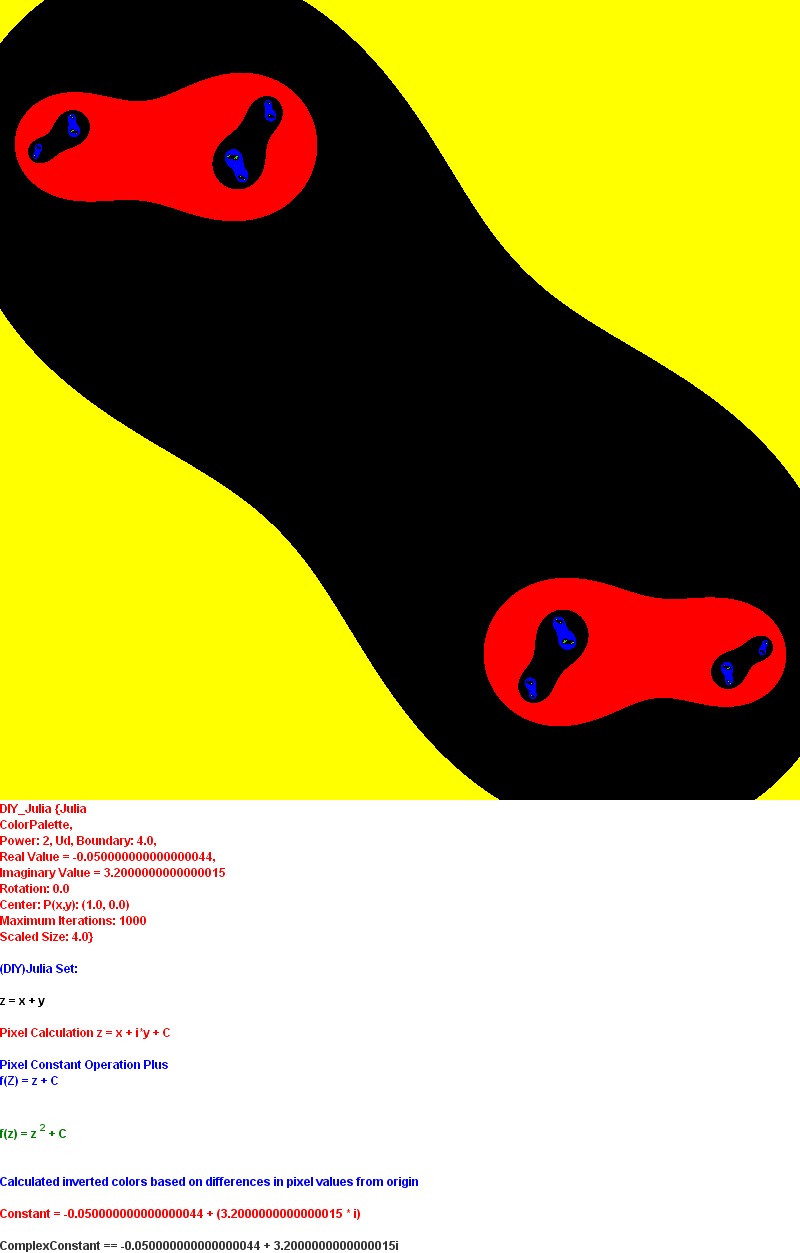 DIY_Julia {Julia
ColorPalette,
Power: 2, Ud, Boundary: 4.0,
Real Value = -0.050000000000000044,
Imaginary Value = 3.2000000000000015
Rotation: 0.0
Center: P(x,y): (1.0, 0.0)
Maximum Iterations: 1000
Scaled Size: 4.0}
(DIY)Julia Set:
z = x + y
Pixel Calculation z = x + i*y + C
Pixel Constant Operation Plus
f(Z) = z + C
f(z) = z ² + C
Calculated inverted colors based on differences in pixel values from origin
Constant = -0.050000000000000044 + (3.2000000000000015 * i)
ComplexConstant == -0.050000000000000044 + 3.2000000000000015i